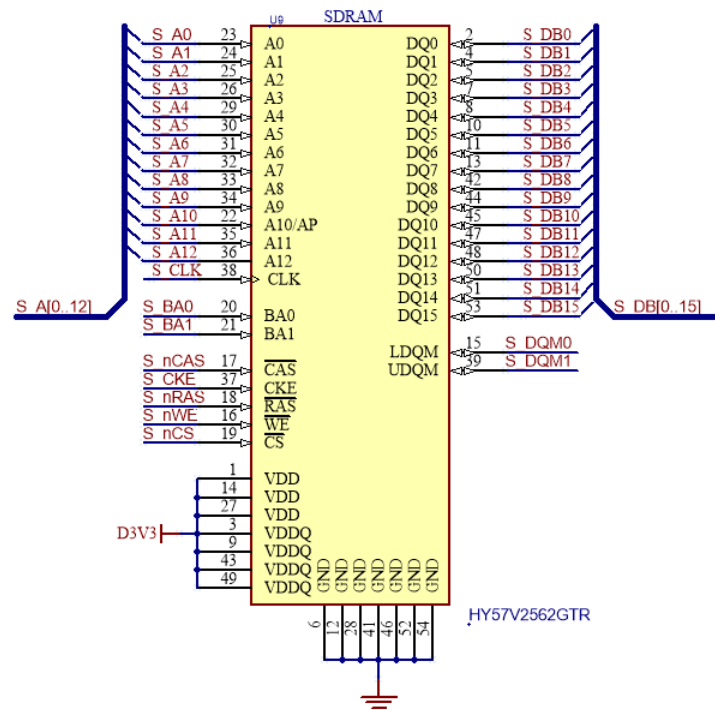 U9 SDRAM
S_A0 23 A0 DQ0 2 S_DB0
S_A1 24 A1 DQ1 4 S_DB1
S_A2 25 A2 DQ2 5 S_DB2
S_A3 26 A3 DQ3 7 S_DB3
S_A4 29 A4 DQ4 8 S_DB4
S_A5 30 A5 DQ5 10 S_DB5
S_A6 31 A6 DQ6 11 S_DB6
S_A7 32 A7 DQ7 13 S_DB7
S_A8 33 A8 DQ8 42 S_DB8
S_A9 34 A9 DQ9 44 S_DB9
S_A10 22 A10/AP DQ10 45 S_DB10
S_A11 35 A11 DQ11 47 S_DB11
S_A12 36 A12 DQ12 48 S_DB12
S_CLK 38 CLK DQ13 50 S_DB13
DQ14 51 S_DB14
S_A[0..12] S_BA0 20 BA0 DQ15 53 S_DB15 S_DB[0..15]
S_BA1 21 BA1
LDQM 15 S_DQM0
S_nCAS 17 CAS UDQM 39 S_DQM1
S_CKE 37 CKE
S_nRAS 18 RAS
S_nWE 16 WE
S_nCS 19 CS
1 VDD
14 VDD
27 VDD
D3V3 3 VDDQ
9 VDDQ
43 VDDQ
49 VDDQ
GND GND GND GND GND GND GND
6 12 28 41 46 52 54
HY57V2562GTR